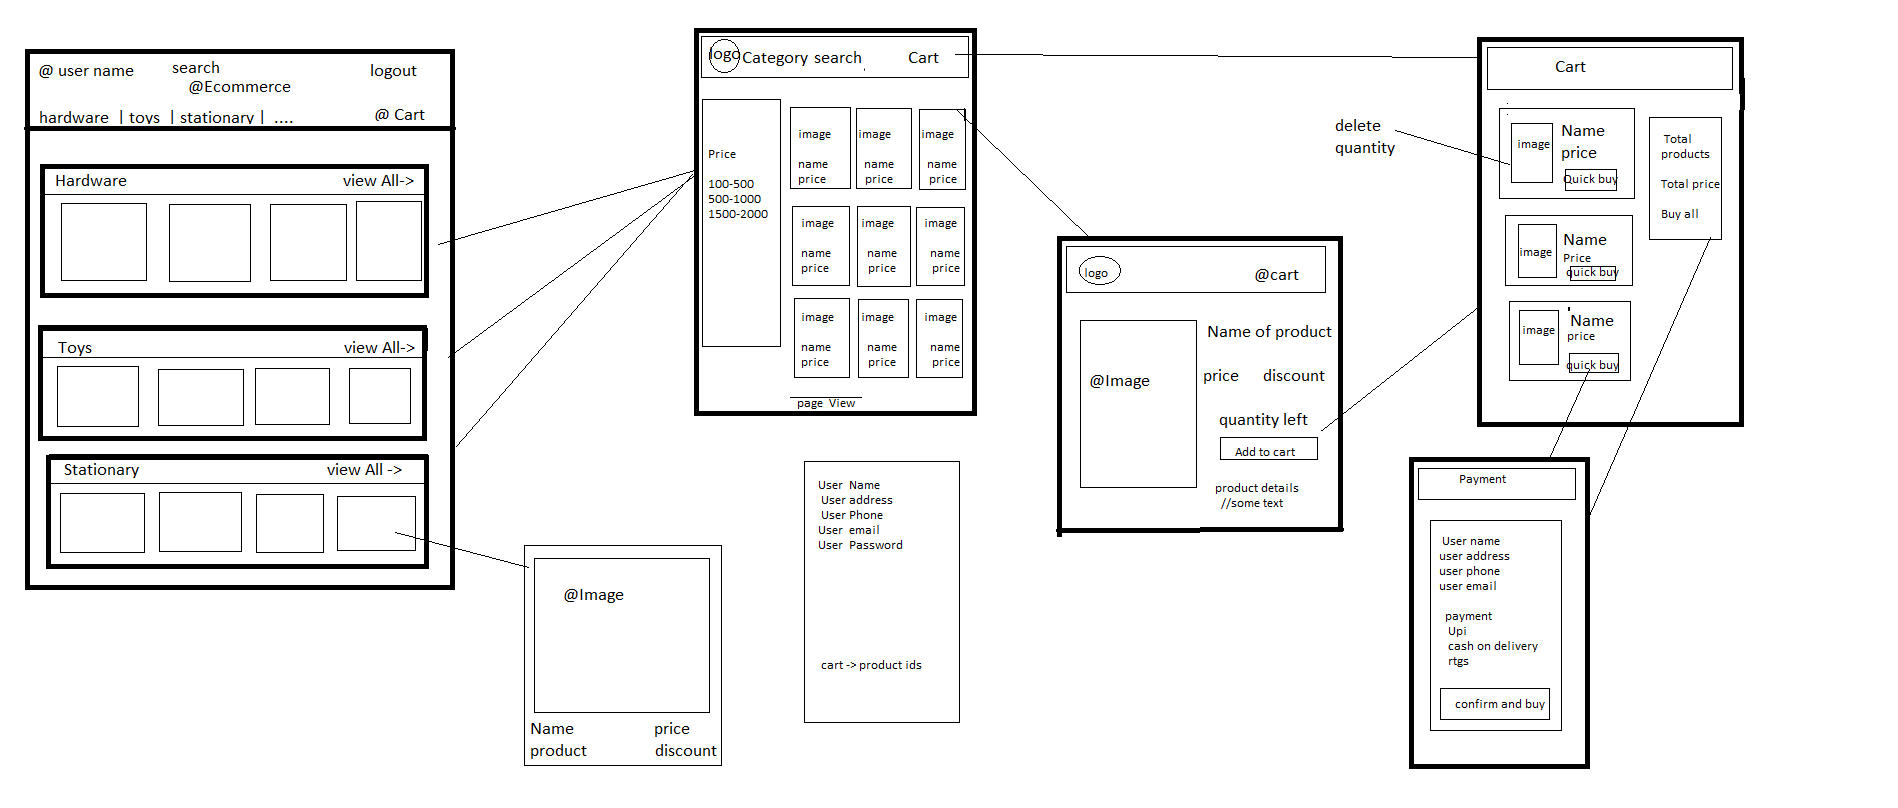 @ user name
search
@Ecommerce
logout
hardware | toys | stationary | ....
@ Cart
Hardware
view All->
Toys
view All->
Stationary
view All ->
@Image
Name
product
price
discount
logo
Category search
Cart
Price
100-500
500-1000
1500-2000
image
name
price
image
name
price
image
name
price
image
name
price
image
name
price
image
name
price
image
name
price
image
name
price
image
name
price
page View
User Name
User address
User Phone
User email
User Password
cart -> product ids
logo
@cart
@Image
Name of product
price discount
quantity left
Add to cart
product details
//some text
delete
quantity
Cart
image
Name
price
Quick buy
image
Name
Price
quick buy
image
Name
price
quick buy
Total
products
Total price
Buy all
Payment
User name
user address
user phone
user email
payment
Upi
cash on delivery
rtgs
confirm and buy